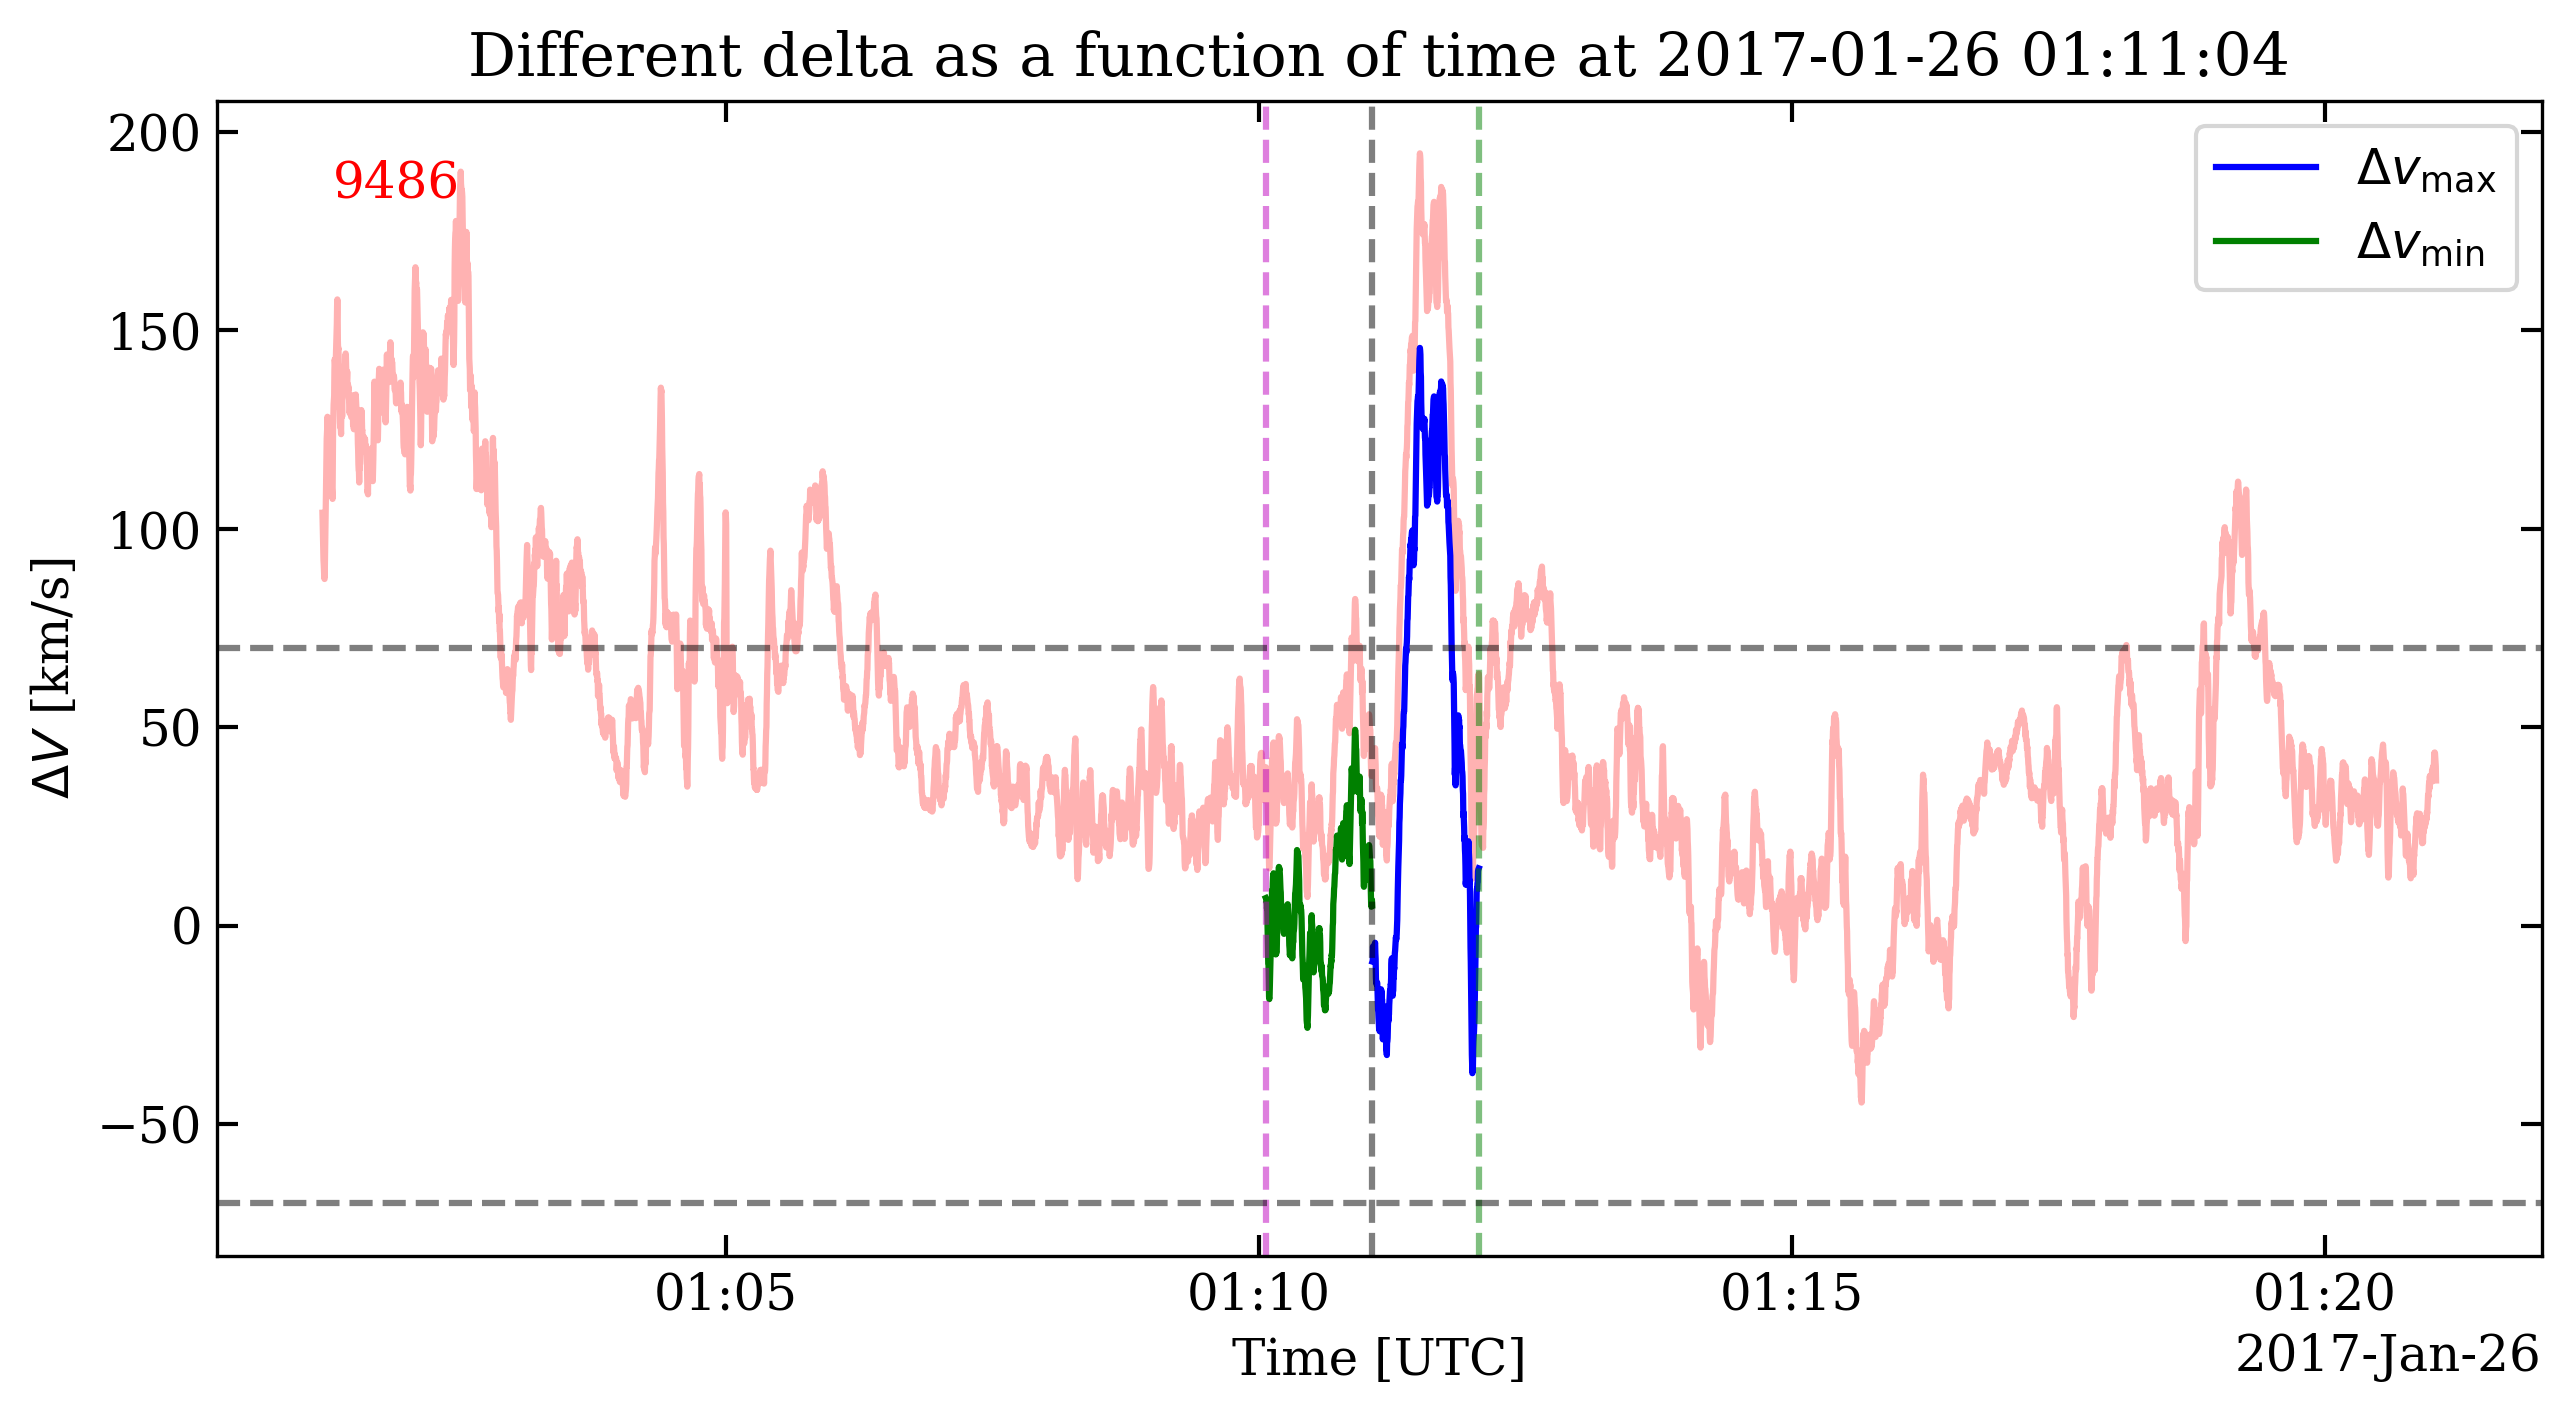 Different delta as a function of time at 2017-01-26 01:11:04
200
150
100
50
0
−50
ΔV [km/s]
9486
Δv_max
Δv_min
01:05 01:10 01:15 01:20
Time [UTC]
2017-Jan-26